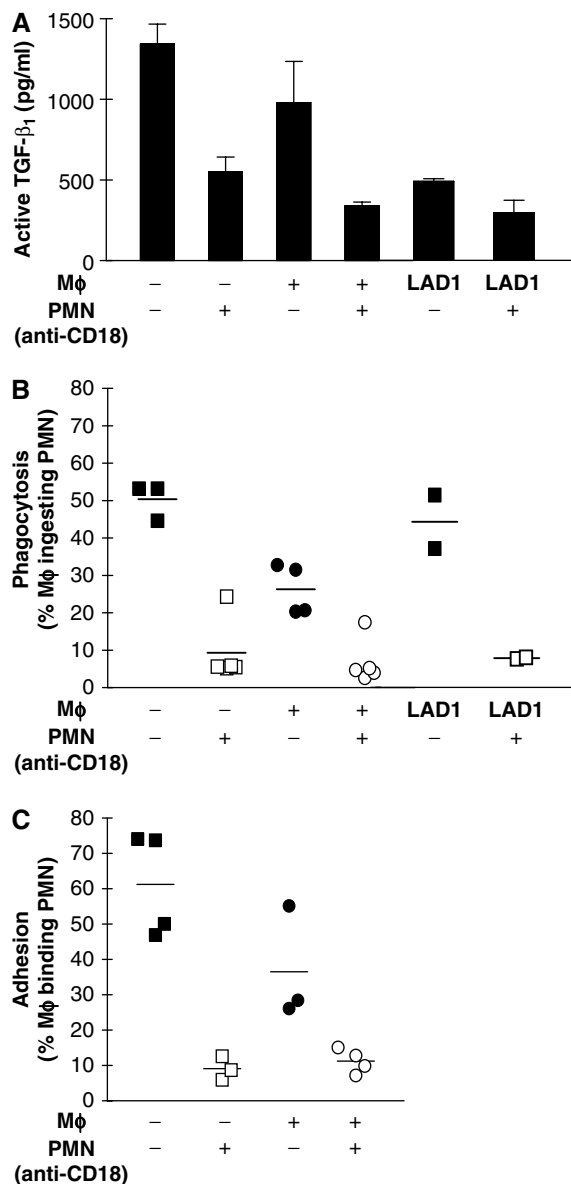 A
Active TGF-β₁ (pg/ml)
1500
1000
500
0
Mϕ − − + + LAD1 LAD1
PMN − + − + − +
(anti-CD18)
B
Phagocytosis
(% Mϕ ingesting PMN)
80
70
60
50
40
30
20
10
0
Mϕ − − + + LAD1 LAD1
PMN − + − + − +
(anti-CD18)
C
Adhesion
(% Mϕ binding PMN)
80
70
60
50
40
30
20
10
0
Mϕ − − + +
PMN − + − +
(anti-CD18)